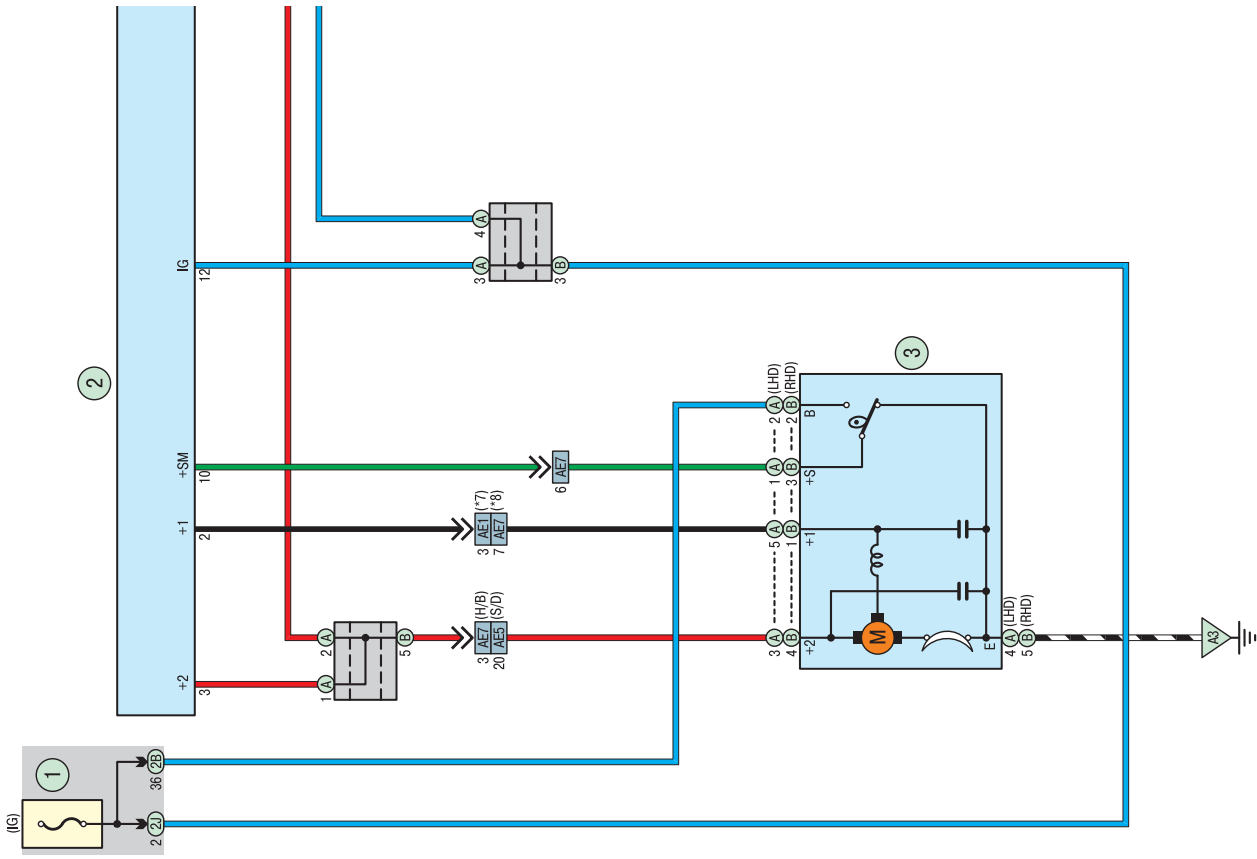 (IG)
1
2 2J
36 2B
2
+2
3
+1
2
+SM
10
IG
12
1 A
2 A
5 B
3 AE7 (H/B)
20 AE5 (S/D)
3 AE1 (*7)
7 AE7 (*8)
6 AE7
3 A
4 A
3 B
3 A
4 B
5 A
1 B
1 A
3 B
2 A (LHD)
2 B (RHD)
+2
+1
+S
B
3
M
E
4 A (LHD)
5 B (RHD)
A3